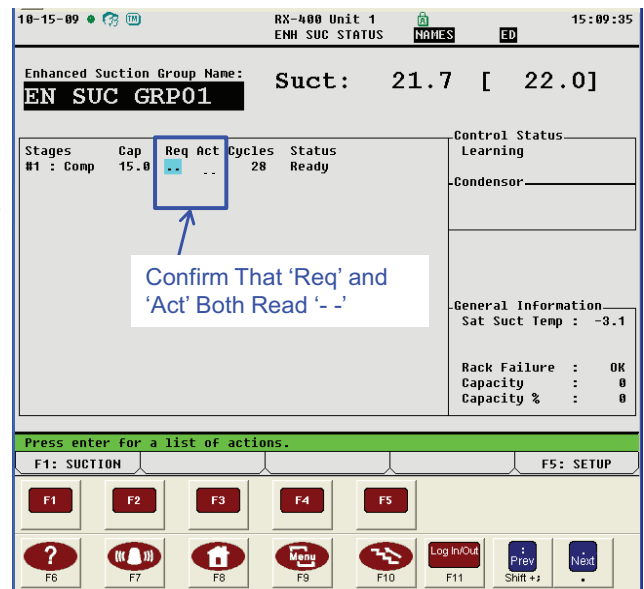 10-15-09 TM RX-400 Unit 1 15:09:35
ENH SUC STATUS NAMES ED
Enhanced Suction Group Name:
EN SUC GRP01
Suct: 21.7 [ 22.0]
Stages Cap Req Act Cycles Status
#1 : Comp 15.0 .. .. 28 Ready
Confirm That ‘Req’ and
‘Act’ Both Read ‘- -’
Control Status
Learning
Condensor
General Information
Sat Suct Temp : -3.1
Rack Failure : OK
Capacity : 0
Capacity % : 0
Press enter for a list of actions.
F1: SUCTION F5: SETUP
F1 F2 F3 F4 F5
? Menu Log In/Out : Prev . Next
F6 F7 F8 F9 F10 F11 Shift +; .